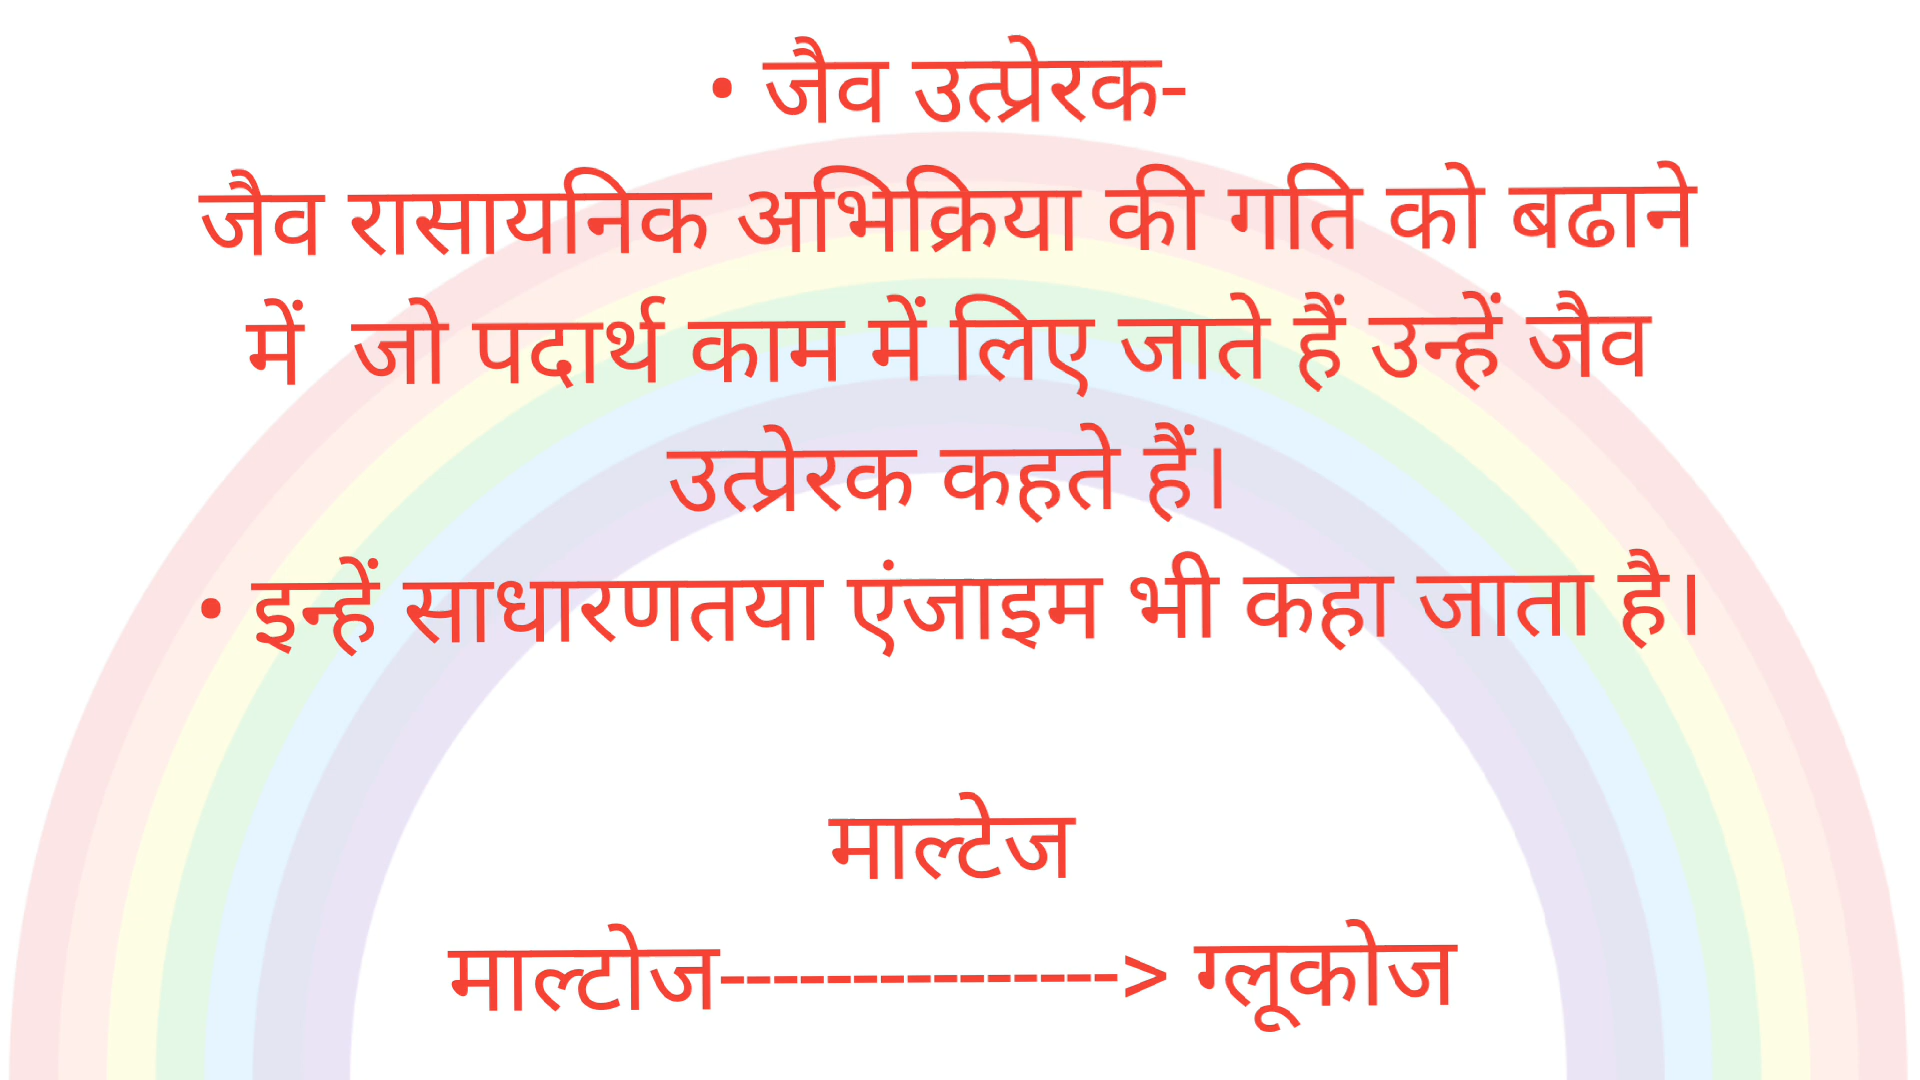 • जैव उत्प्रेरक-
जैव रासायनिक अभिक्रिया की गति को बढाने
में  जो पदार्थ काम में लिए जाते हैं उन्हें जैव
उत्प्रेरक कहते हैं।
• इन्हें साधारणतया एंजाइम भी कहा जाता है।
माल्टेज
माल्टोज---------------> ग्लूकोज